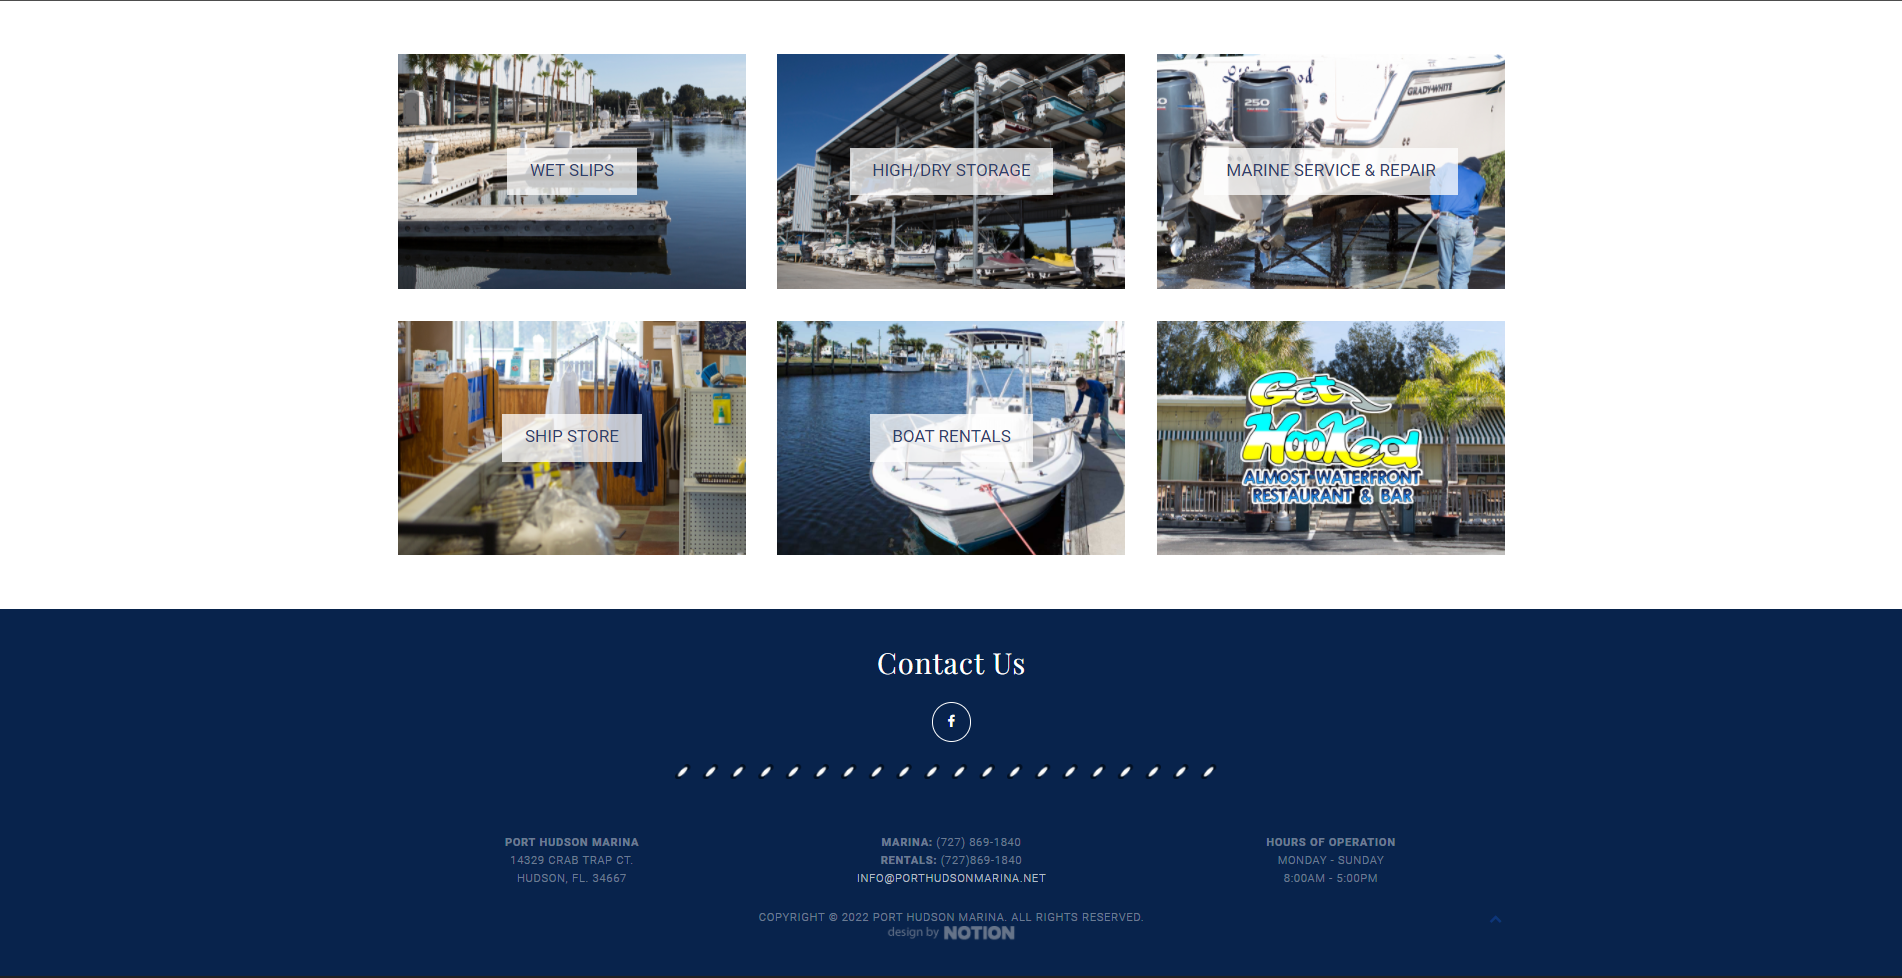 WET SLIPS
HIGH/DRY STORAGE
250
GRADY-WHITE
MARINE SERVICE & REPAIR
SHIP STORE
BOAT RENTALS
Get
Hooked
ALMOST WATERFRONT
RESTAURANT & BAR
Contact Us
PORT HUDSON MARINA
14329 CRAB TRAP CT.
HUDSON, FL. 34667
MARINA: (727) 869-1840
RENTALS: (727)869-1840
INFO@PORTHUDSONMARINA.NET
HOURS OF OPERATION
MONDAY - SUNDAY
8:00AM - 5:00PM
COPYRIGHT © 2022 PORT HUDSON MARINA. ALL RIGHTS RESERVED.
design by NOTION